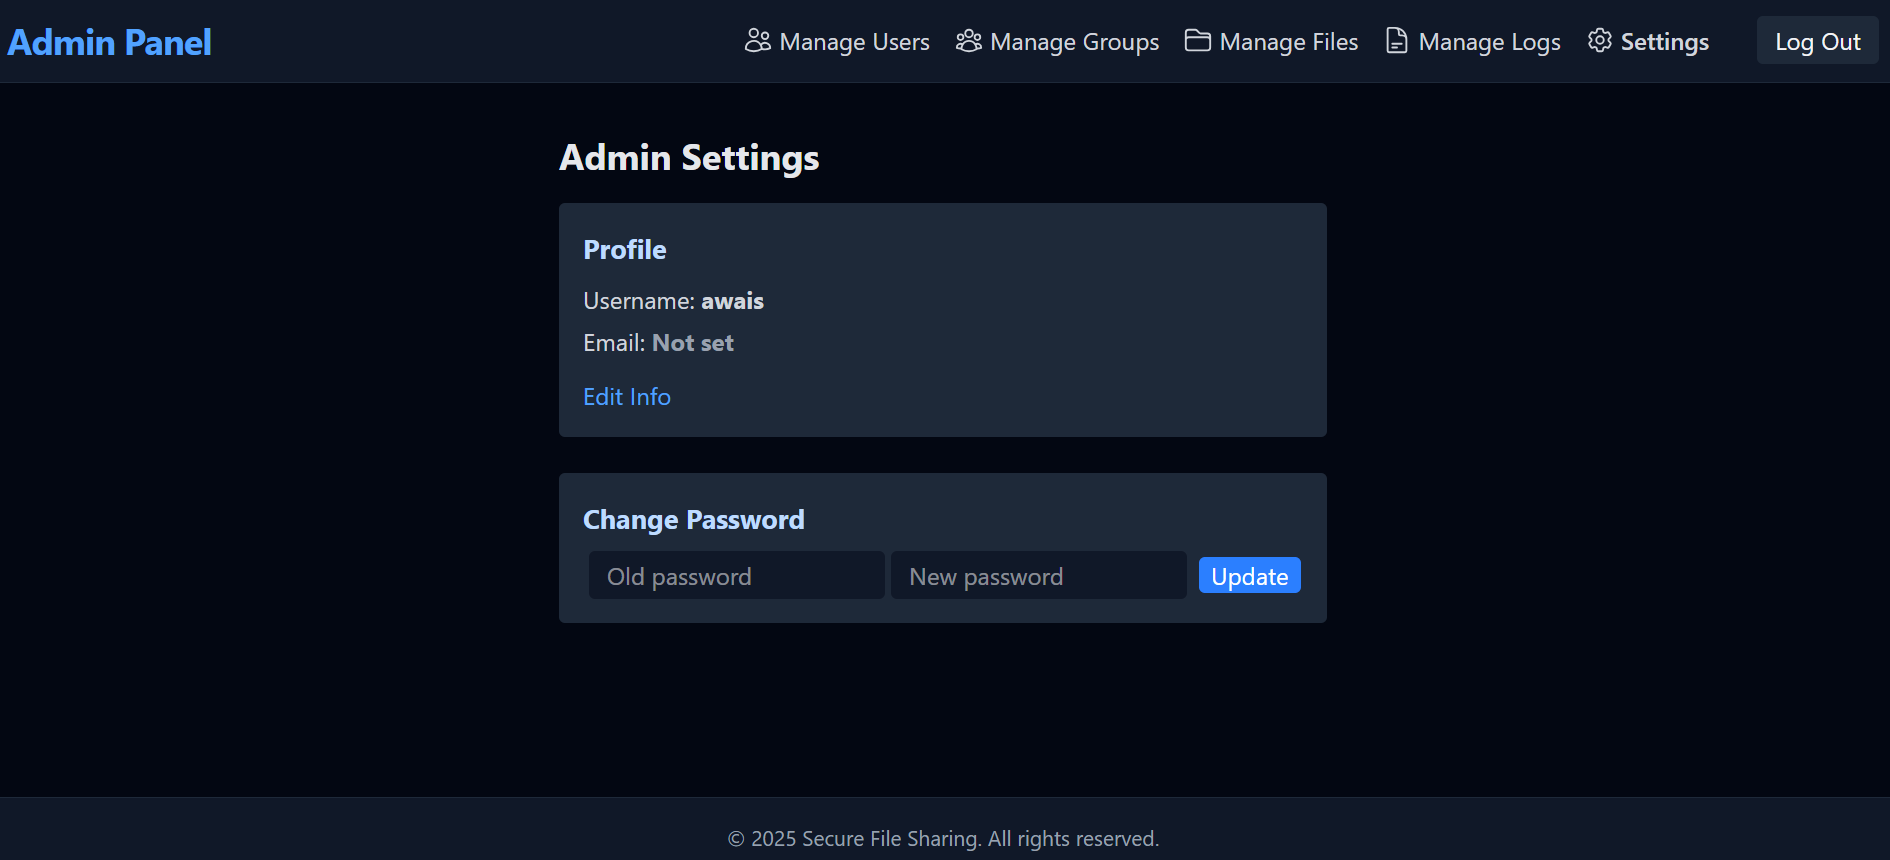 Admin Panel Manage Users Manage Groups Manage Files Manage Logs Settings Log Out
Admin Settings
Profile
Username: awais
Email: Not set
Edit Info
Change Password
Old password New password Update
© 2025 Secure File Sharing. All rights reserved.